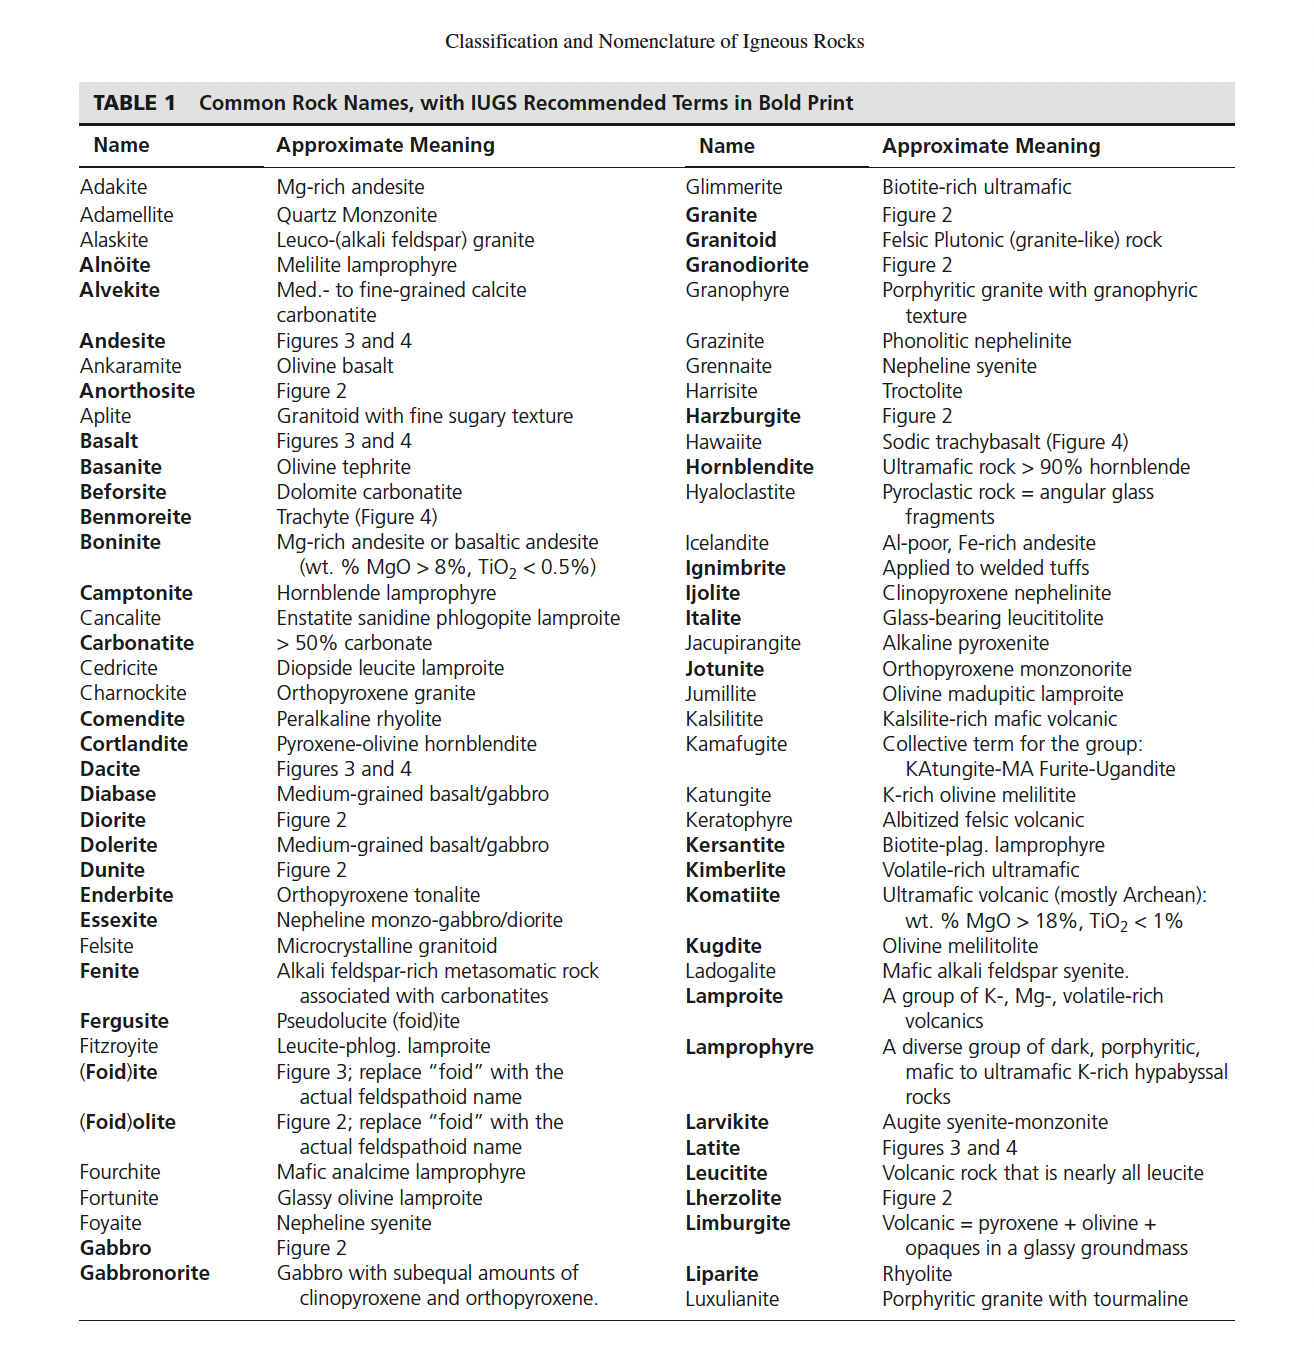 Classification and Nomenclature of Igneous Rocks
TABLE 1 Common Rock Names, with IUGS Recommended Terms in Bold Print
Name Approximate Meaning
Adakite Mg-rich andesite
Adamellite Quartz Monzonite
Alaskite Leuco-(alkali feldspar) granite
Alnöite Melilite lamprophyre
Alvekite Med.- to fine-grained calcite
carbonatite
Andesite Figures 3 and 4
Ankaramite Olivine basalt
Anorthosite Figure 2
Aplite Granitoid with fine sugary texture
Basalt Figures 3 and 4
Basanite Olivine tephrite
Beforsite Dolomite carbonatite
Benmoreite Trachyte (Figure 4)
Boninite Mg-rich andesite or basaltic andesite
(wt. % MgO > 8%, TiO₂ < 0.5%)
Camptonite Hornblende lamprophyre
Cancalite Enstatite sanidine phlogopite lamproite
Carbonatite > 50% carbonate
Cedricite Diopside leucite lamproite
Charnockite Orthopyroxene granite
Comendite Peralkaline rhyolite
Cortlandite Pyroxene-olivine hornblendite
Dacite Figures 3 and 4
Diabase Medium-grained basalt/gabbro
Diorite Figure 2
Dolerite Medium-grained basalt/gabbro
Dunite Figure 2
Enderbite Orthopyroxene tonalite
Essexite Nepheline monzo-gabbro/diorite
Felsite Microcrystalline granitoid
Fenite Alkali feldspar-rich metasomatic rock
associated with carbonatites
Fergusite Pseudolucite (foid)ite
Fitzroyite Leucite-phlog. lamproite
(Foid)ite Figure 3; replace “foid” with the
actual feldspathoid name
(Foid)olite Figure 2; replace “foid” with the
actual feldspathoid name
Fourchite Mafic analcime lamprophyre
Fortunite Glassy olivine lamproite
Foyaite Nepheline syenite
Gabbro Figure 2
Gabbronorite Gabbro with subequal amounts of
clinopyroxene and orthopyroxene.
Name Approximate Meaning
Glimmerite Biotite-rich ultramafic
Granite Figure 2
Granitoid Felsic Plutonic (granite-like) rock
Granodiorite Figure 2
Granophyre Porphyritic granite with granophyric
texture
Grazinite Phonolitic nephelinite
Grennaite Nepheline syenite
Harrisite Troctolite
Harzburgite Figure 2
Hawaiite Sodic trachybasalt (Figure 4)
Hornblendite Ultramafic rock > 90% hornblende
Hyaloclastite Pyroclastic rock = angular glass
fragments
Icelandite Al-poor, Fe-rich andesite
Ignimbrite Applied to welded tuffs
Ijolite Clinopyroxene nephelinite
Italite Glass-bearing leucititolite
Jacupirangite Alkaline pyroxenite
Jotunite Orthopyroxene monzonorite
Jumillite Olivine madupitic lamproite
Kalsilitite Kalsilite-rich mafic volcanic
Kamafugite Collective term for the group:
KAtungite-MA Furite-Ugandite
Katungite K-rich olivine melilitite
Keratophyre Albitized felsic volcanic
Kersantite Biotite-plag. lamprophyre
Kimberlite Volatile-rich ultramafic
Komatiite Ultramafic volcanic (mostly Archean):
wt. % MgO > 18%, TiO₂ < 1%
Kugdite Olivine melilitolite
Ladogalite Mafic alkali feldspar syenite.
Lamproite A group of K-, Mg-, volatile-rich
volcanics
Lamprophyre A diverse group of dark, porphyritic,
mafic to ultramafic K-rich hypabyssal
rocks
Larvikite Augite syenite-monzonite
Latite Figures 3 and 4
Leucitite Volcanic rock that is nearly all leucite
Lherzolite Figure 2
Limburgite Volcanic = pyroxene + olivine +
opaques in a glassy groundmass
Liparite Rhyolite
Luxulianite Porphyritic granite with tourmaline